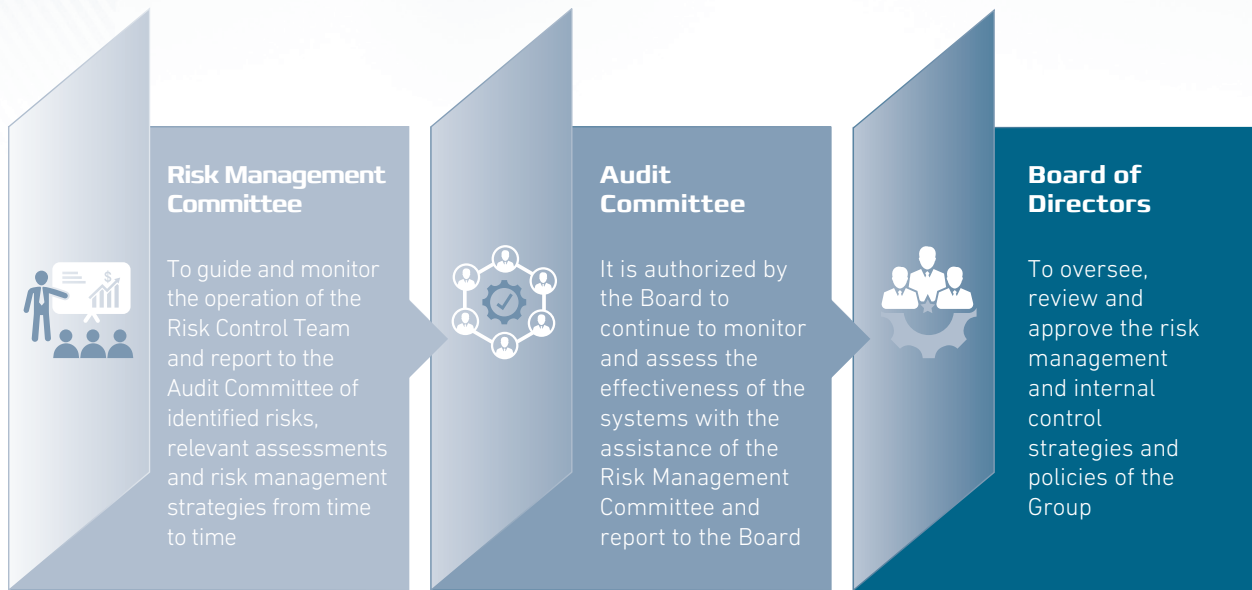 Risk Management
Committee
To guide and monitor
the operation of the
Risk Control Team
and report to the
Audit Committee of
identified risks,
relevant assessments
and risk management
strategies from time
to time
Audit
Committee
It is authorized by
the Board to
continue to monitor
and assess the
effectiveness of the
systems with the
assistance of the
Risk Management
Committee and
report to the Board
Board of
Directors
To oversee,
review and
approve the risk
management
and internal
control
strategies and
policies of the
Group